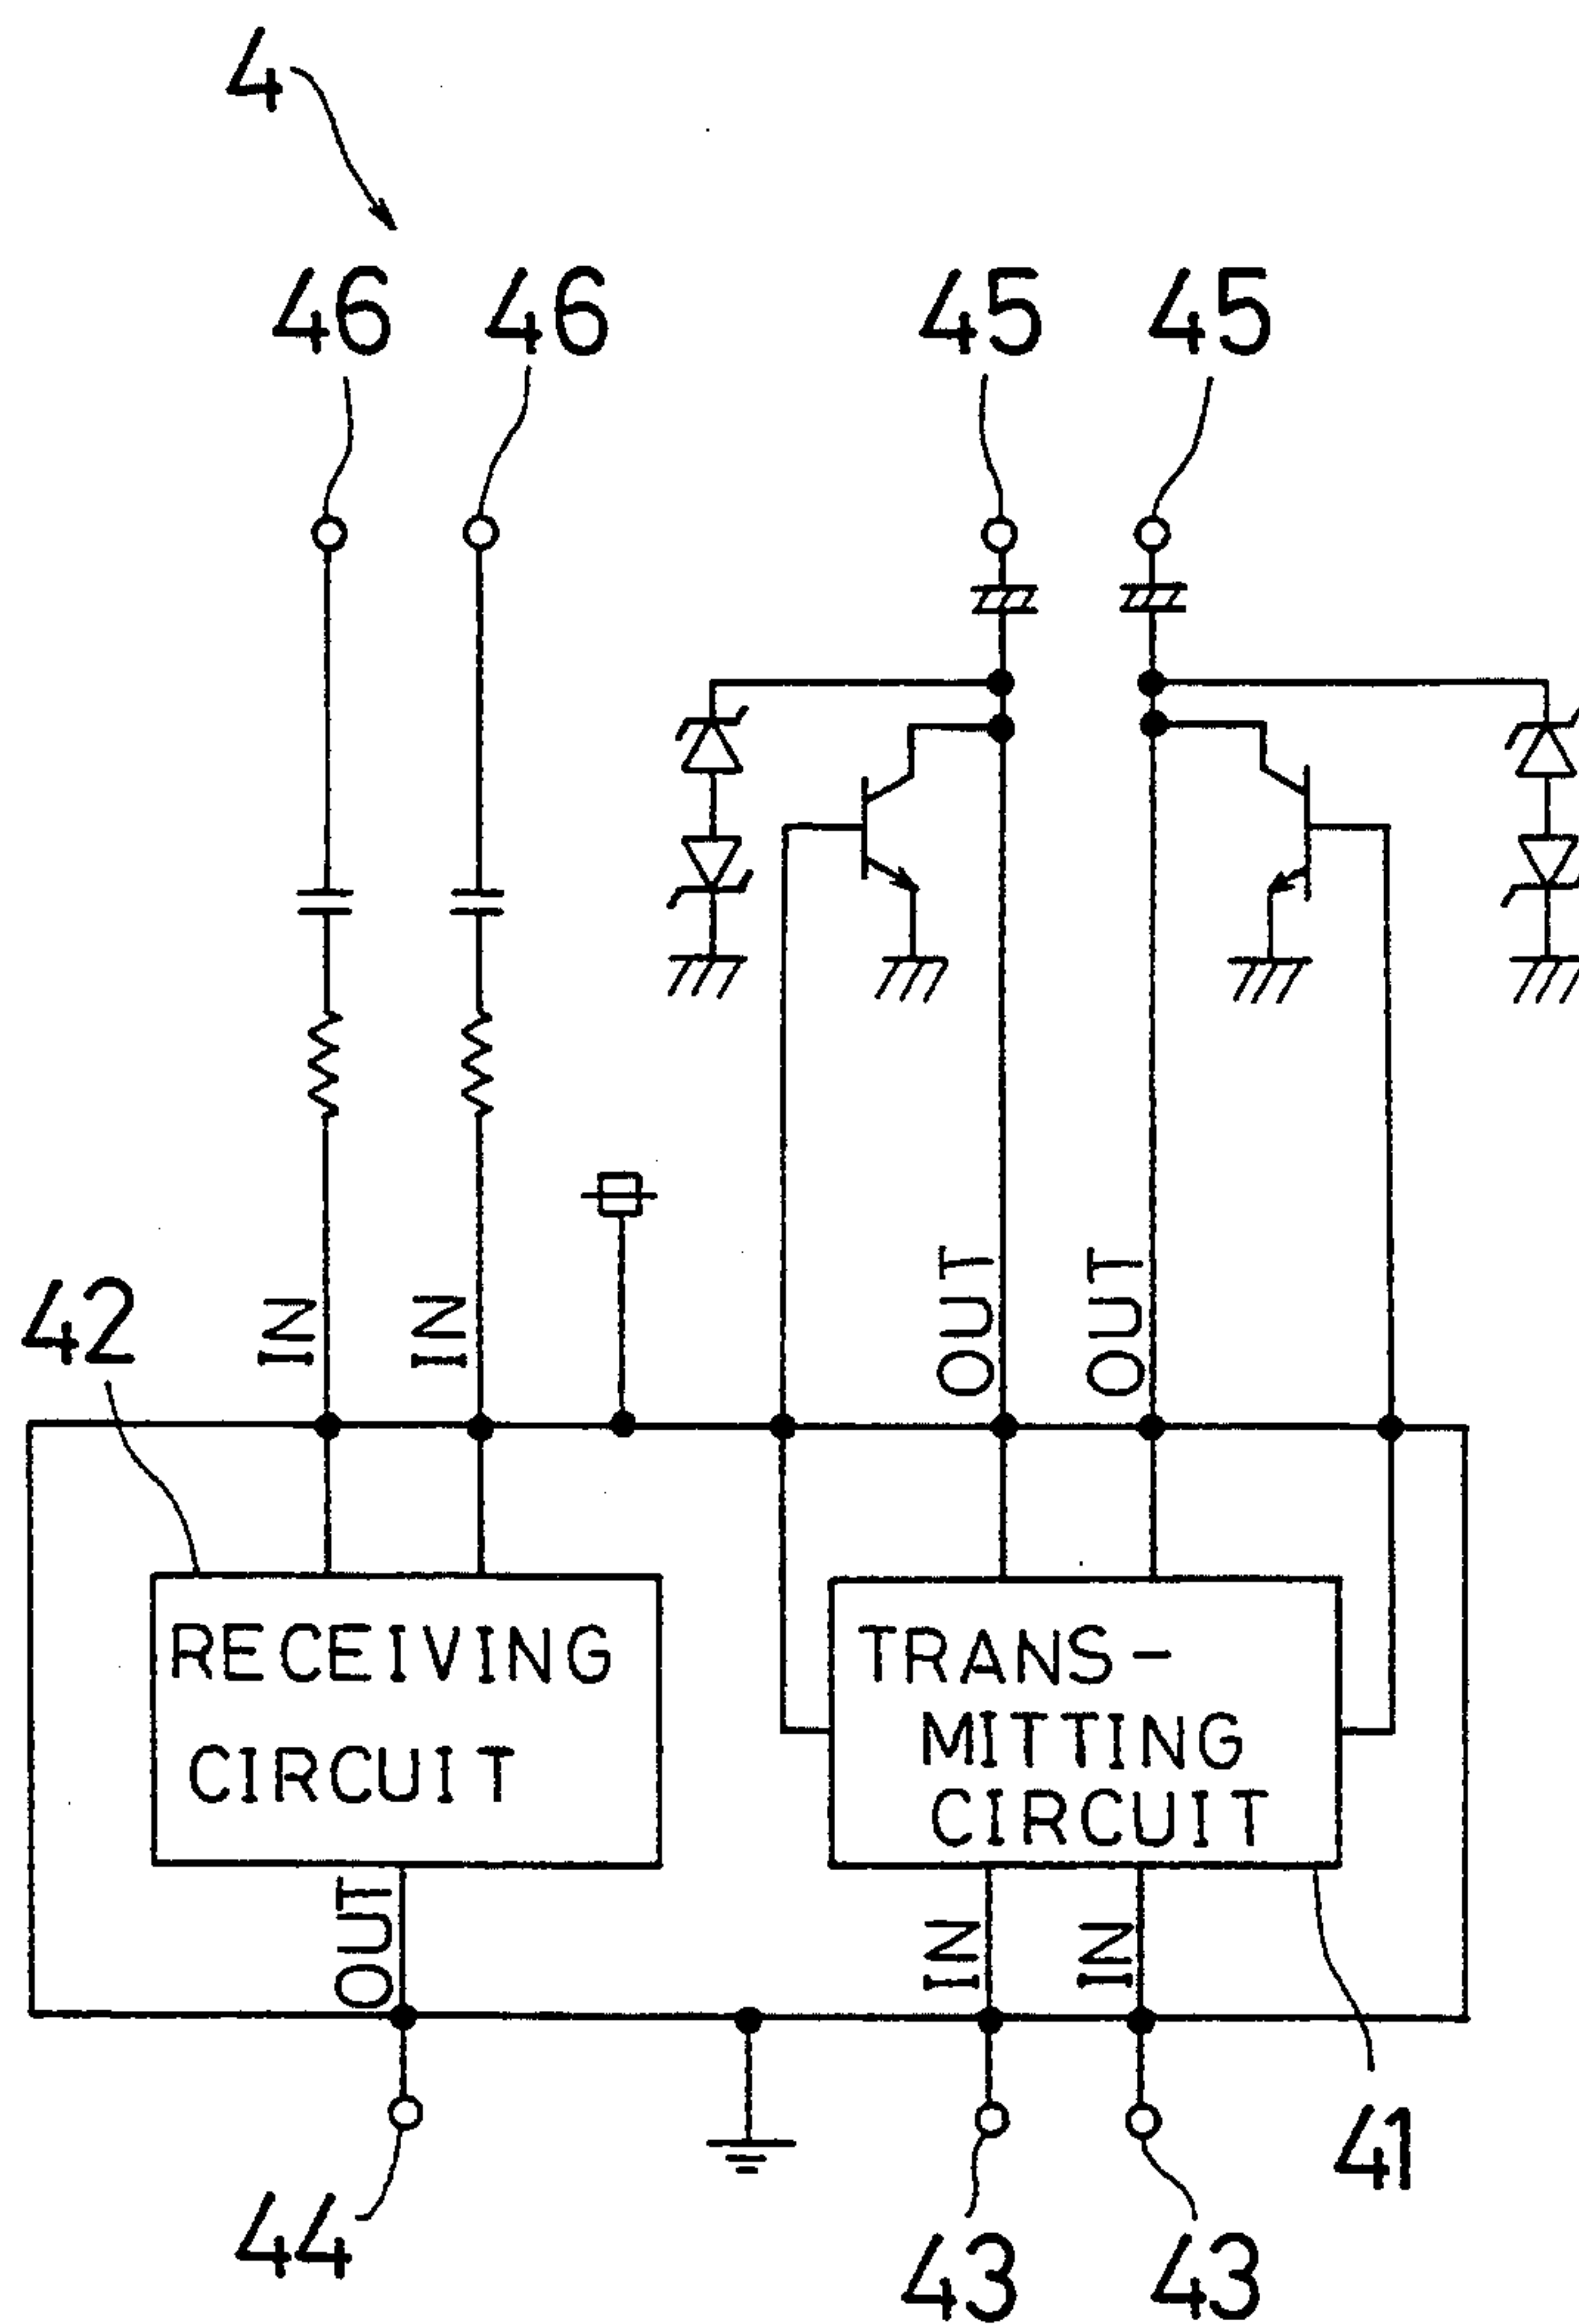 4
46 46 45 45
42
IN IN OUT OUT
RECEIVING
CIRCUIT
TRANS-
MITTING
CIRCUIT
OUT IN IN
41
44 43 43